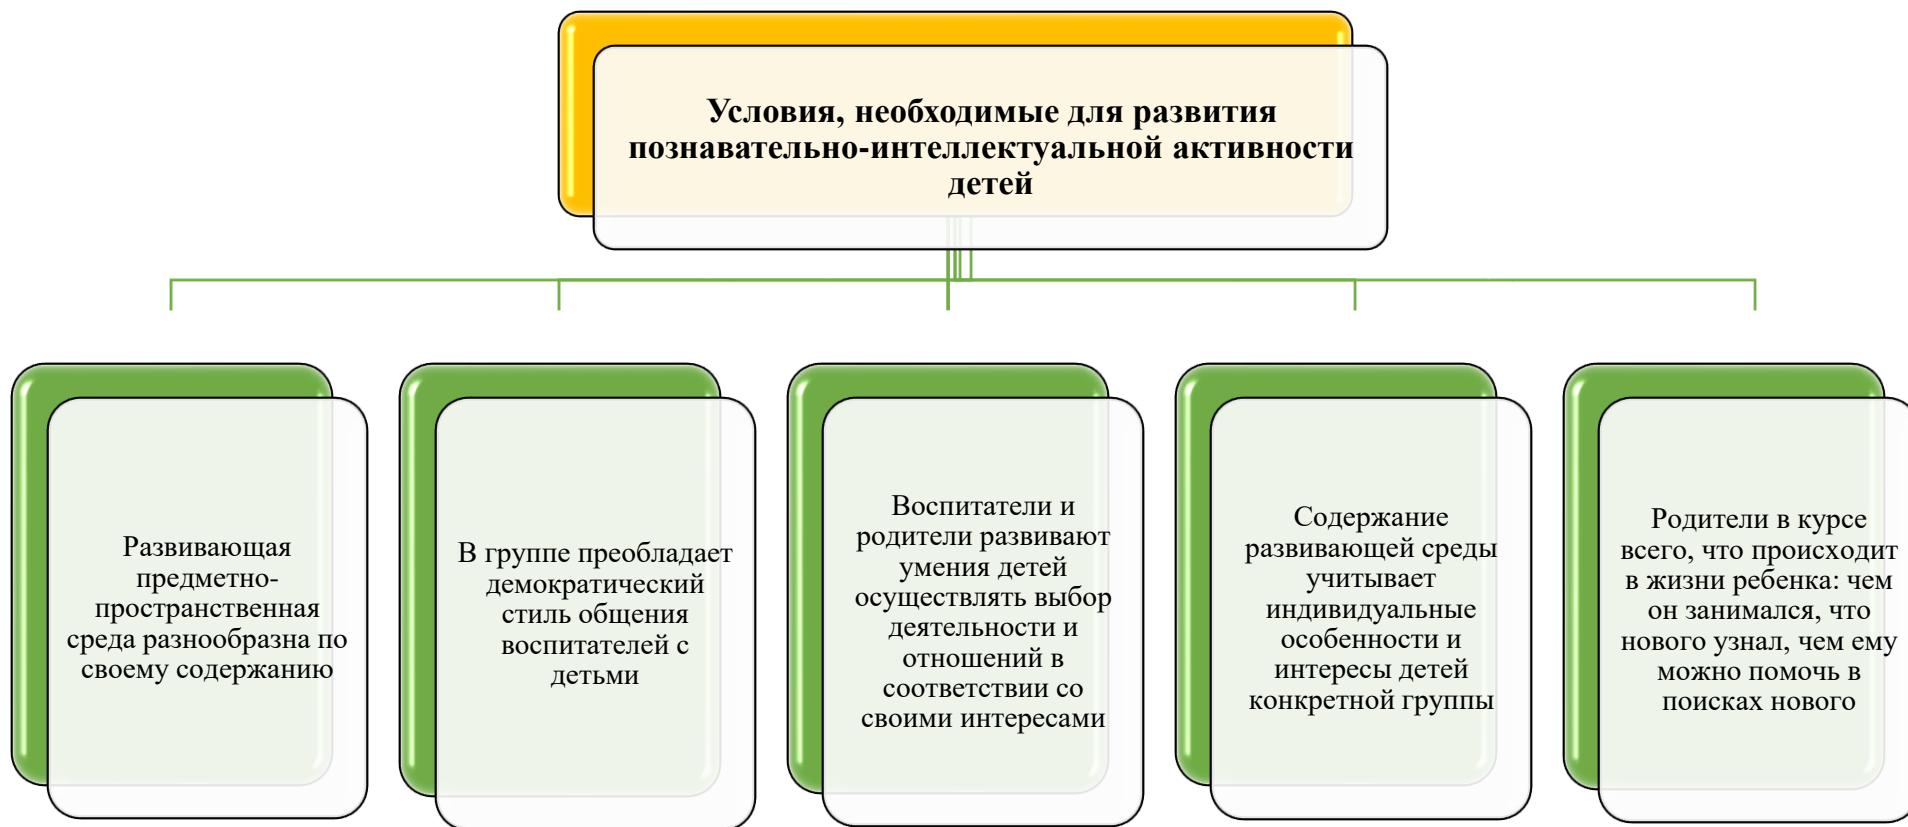 Условия, необходимые для развития
познавательно-интеллектуальной активности
детей
Развивающая
предметно-
пространственная
среда разнообразна по
своему содержанию
В группе преобладает
демократический
стиль общения
воспитателей с
детьми
Воспитатели и
родители развивают
умения детей
осуществлять выбор
деятельности и
отношений в
соответствии со
своими интересами
Содержание
развивающей среды
учитывает
индивидуальные
особенности и
интересы детей
конкретной группы
Родители в курсе
всего, что происходит
в жизни ребенка: чем
он занимался, что
нового узнал, чем ему
можно помочь в
поисках нового